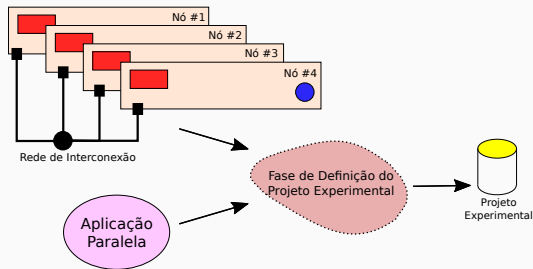 Nó #1
Nó #2
Nó #3
Nó #4
Rede de Interconexão
Fase de Definição do
Projeto Experimental
Aplicação
Paralela
Projeto
Experimental